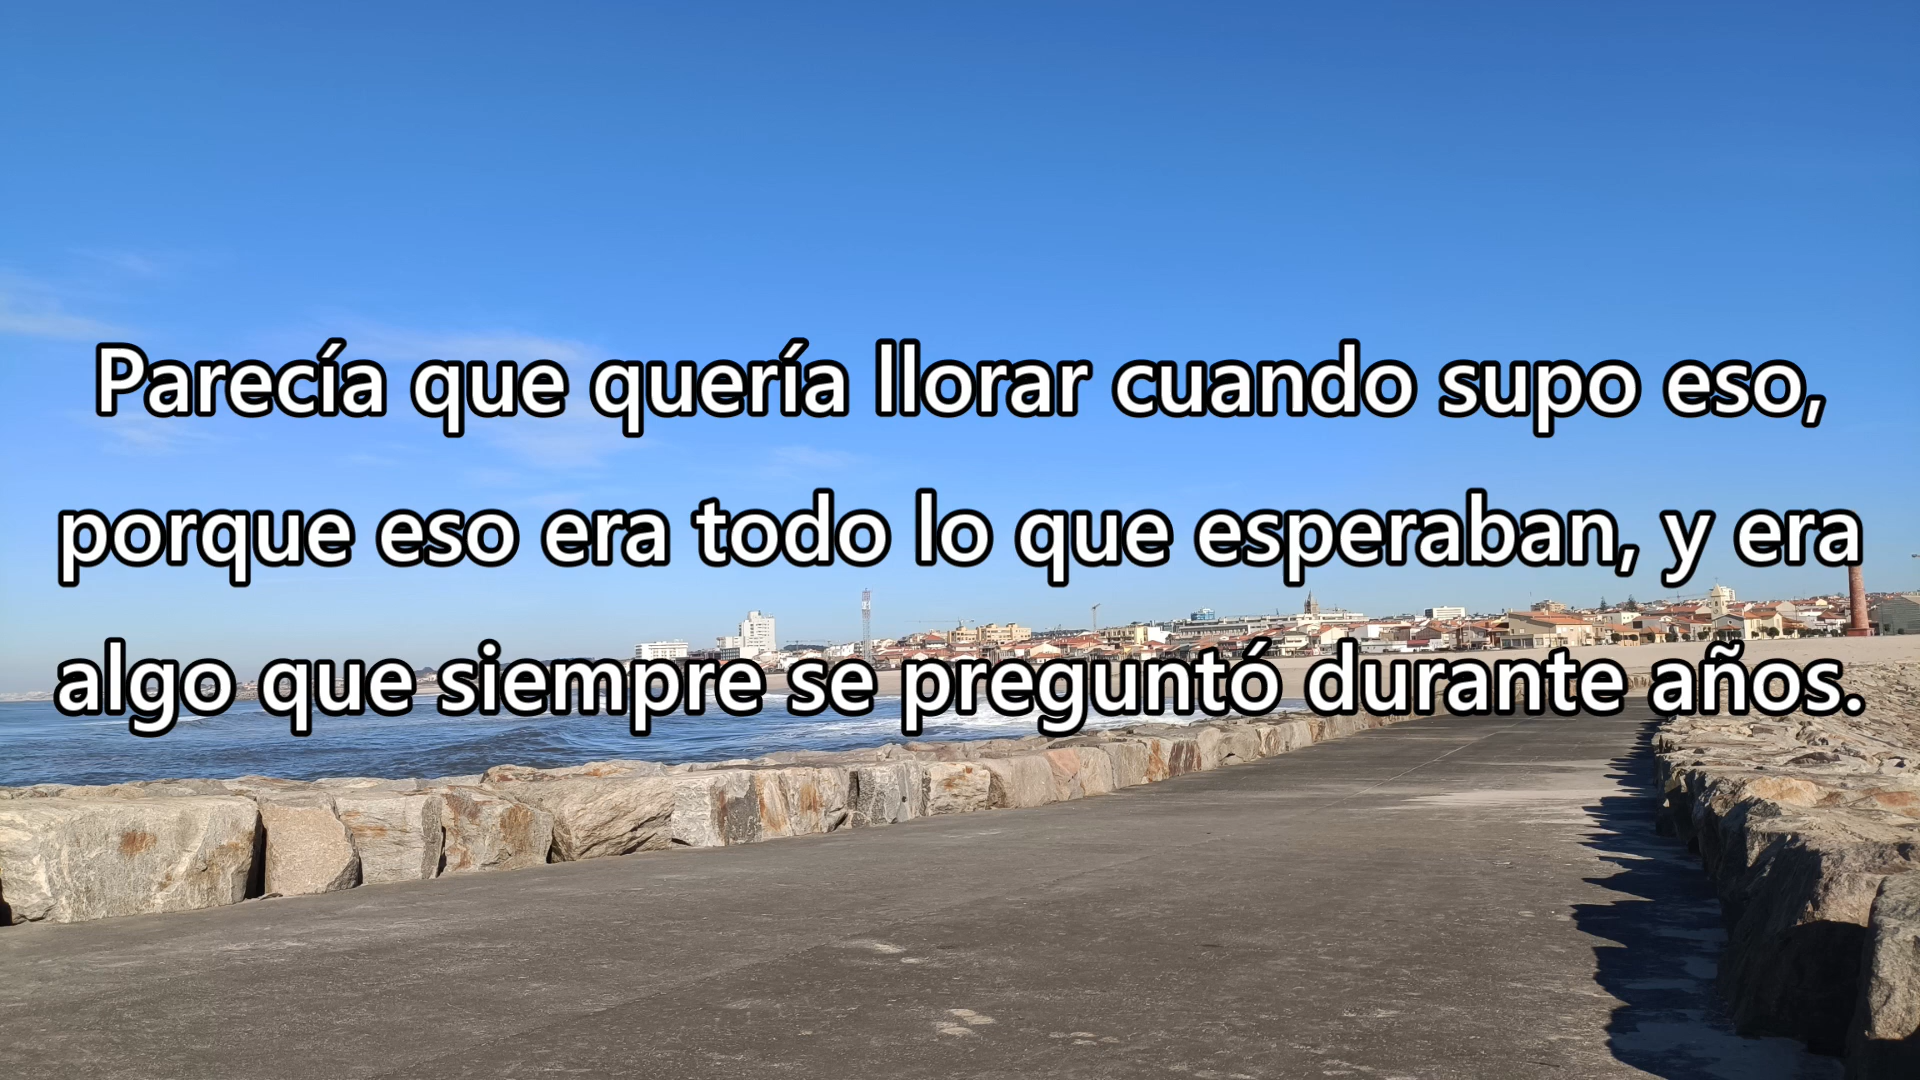 Parecía que quería llorar cuando supo eso,
porque eso era todo lo que esperaban, y era
algo que siempre se preguntó durante años.